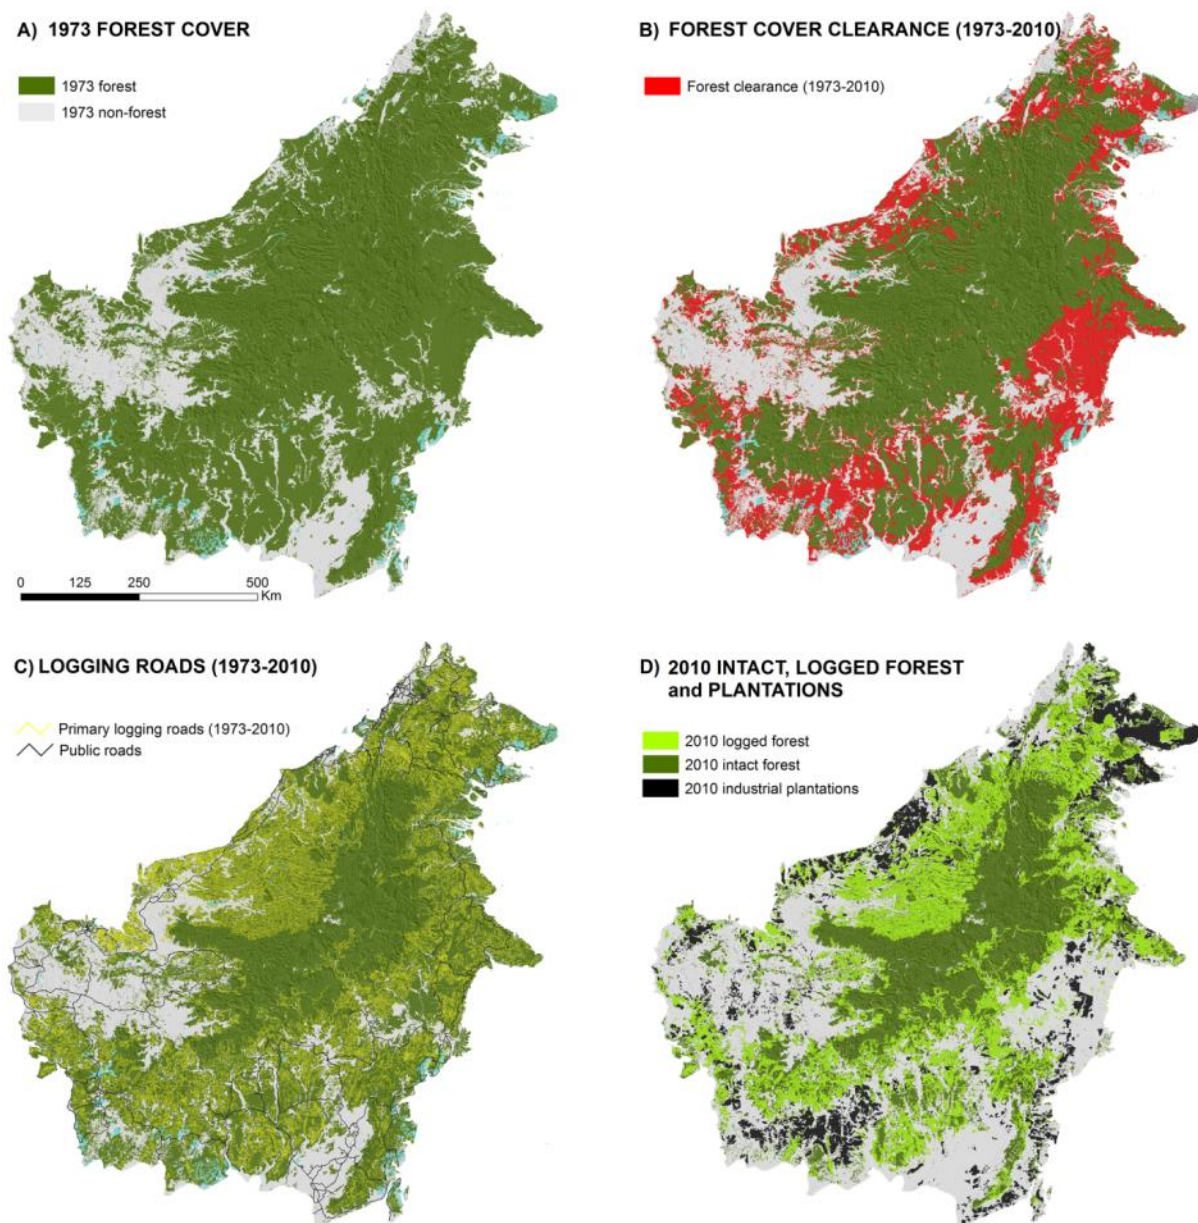 A) 1973 FOREST COVER
1973 forest
1973 non-forest
0 125 250 500
Km
B) FOREST COVER CLEARANCE (1973-2010)
Forest clearance (1973-2010)
C) LOGGING ROADS (1973-2010)
Primary logging roads (1973-2010)
Public roads
D) 2010 INTACT, LOGGED FOREST
and PLANTATIONS
2010 logged forest
2010 intact forest
2010 industrial plantations